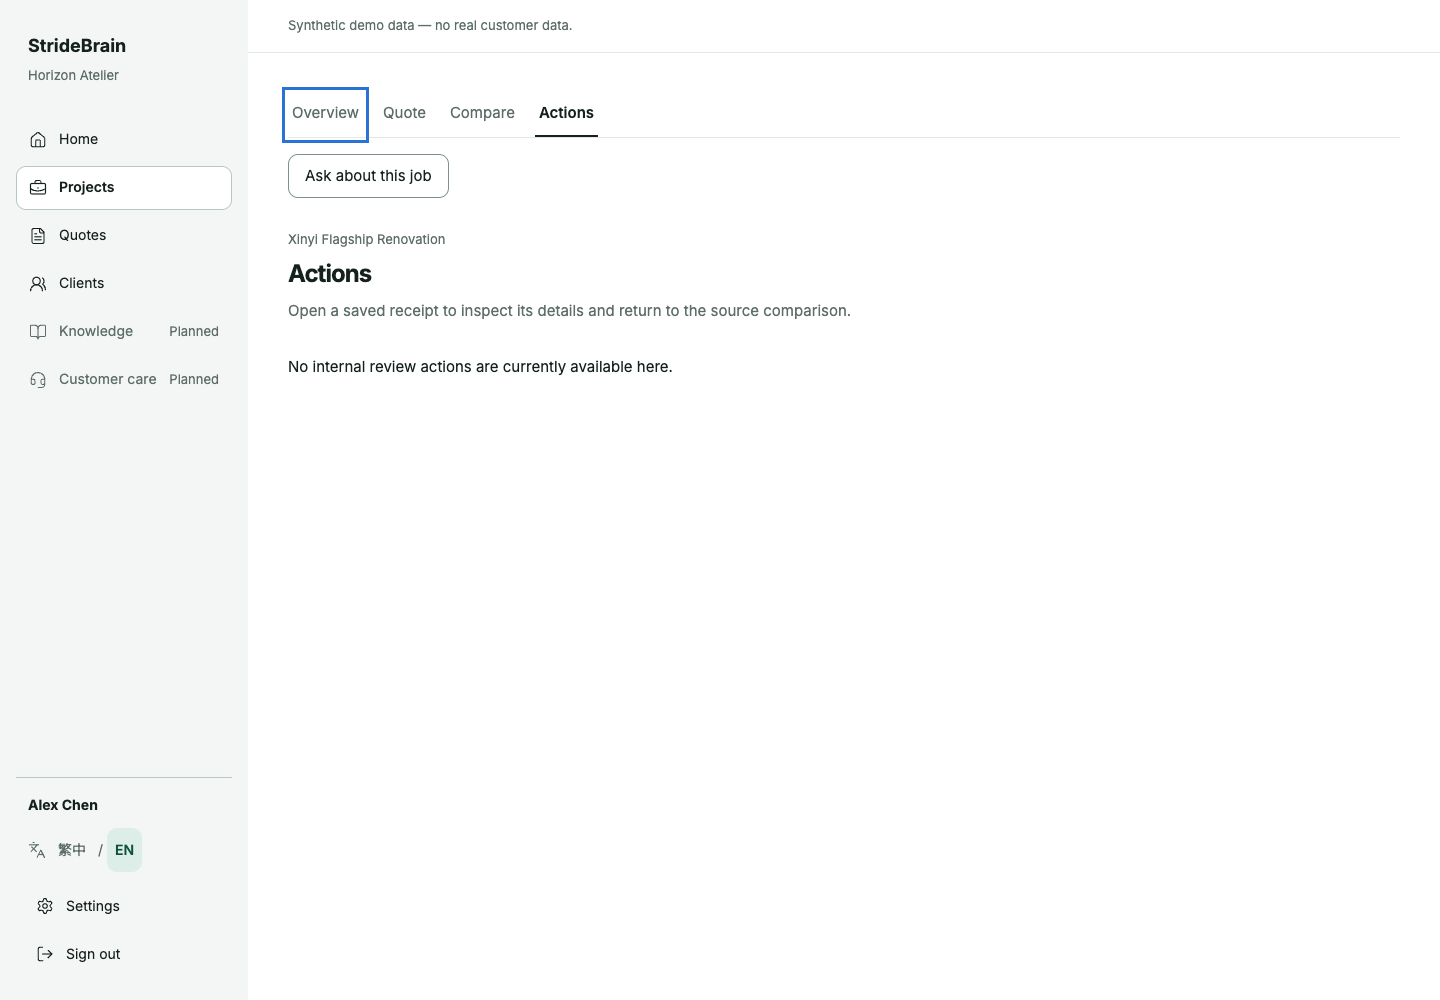 StrideBrain
Horizon Atelier
Home
Projects
Quotes
Clients
Knowledge Planned
Customer care Planned
Alex Chen
繁中 / EN
Settings
Sign out
Synthetic demo data — no real customer data.
Overview Quote Compare Actions
Ask about this job
Xinyi Flagship Renovation
Actions
Open a saved receipt to inspect its details and return to the source comparison.
No internal review actions are currently available here.